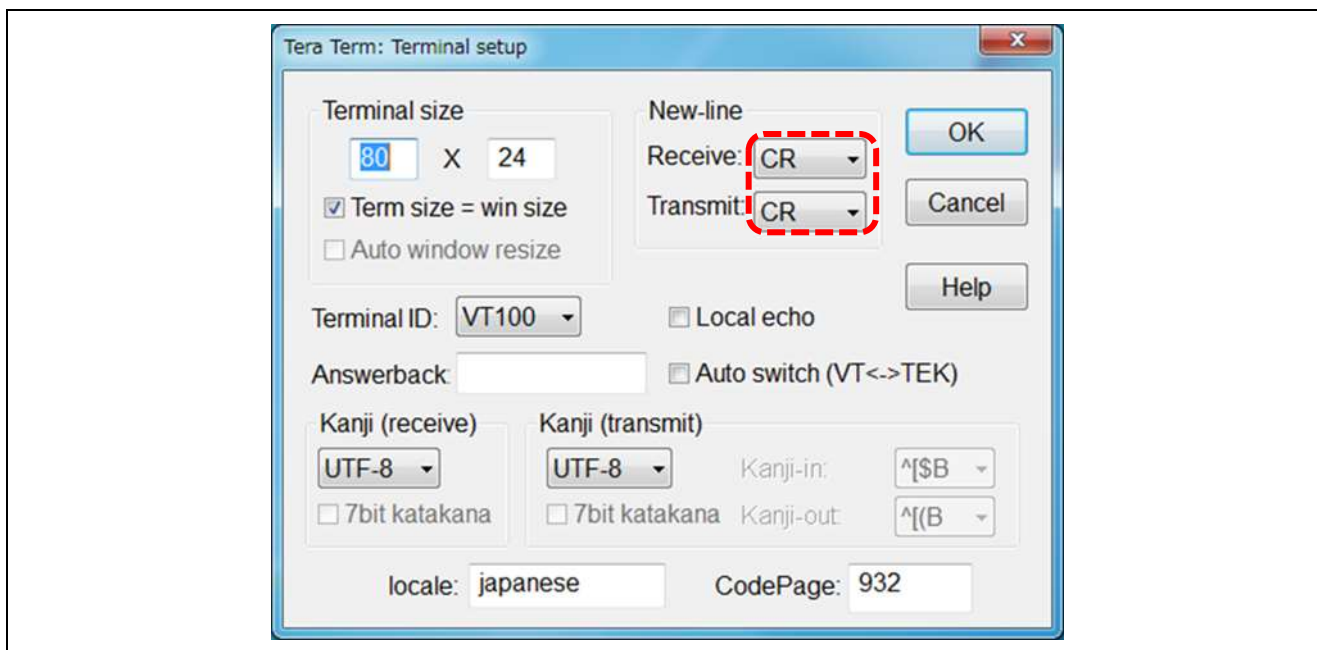 Tera Term: Terminal setup
Terminal size
80 X 24
Term size = win size
Auto window resize
New-line
Receive: CR
Transmit: CR
OK
Cancel
Help
Terminal ID: VT100
Local echo
Answerback:
Auto switch (VT<->TEK)
Kanji (receive)
UTF-8
7bit katakana
Kanji (transmit)
UTF-8
7bit katakana
Kanji-in: ^[$B
Kanji-out: ^[(B
locale: japanese
CodePage: 932